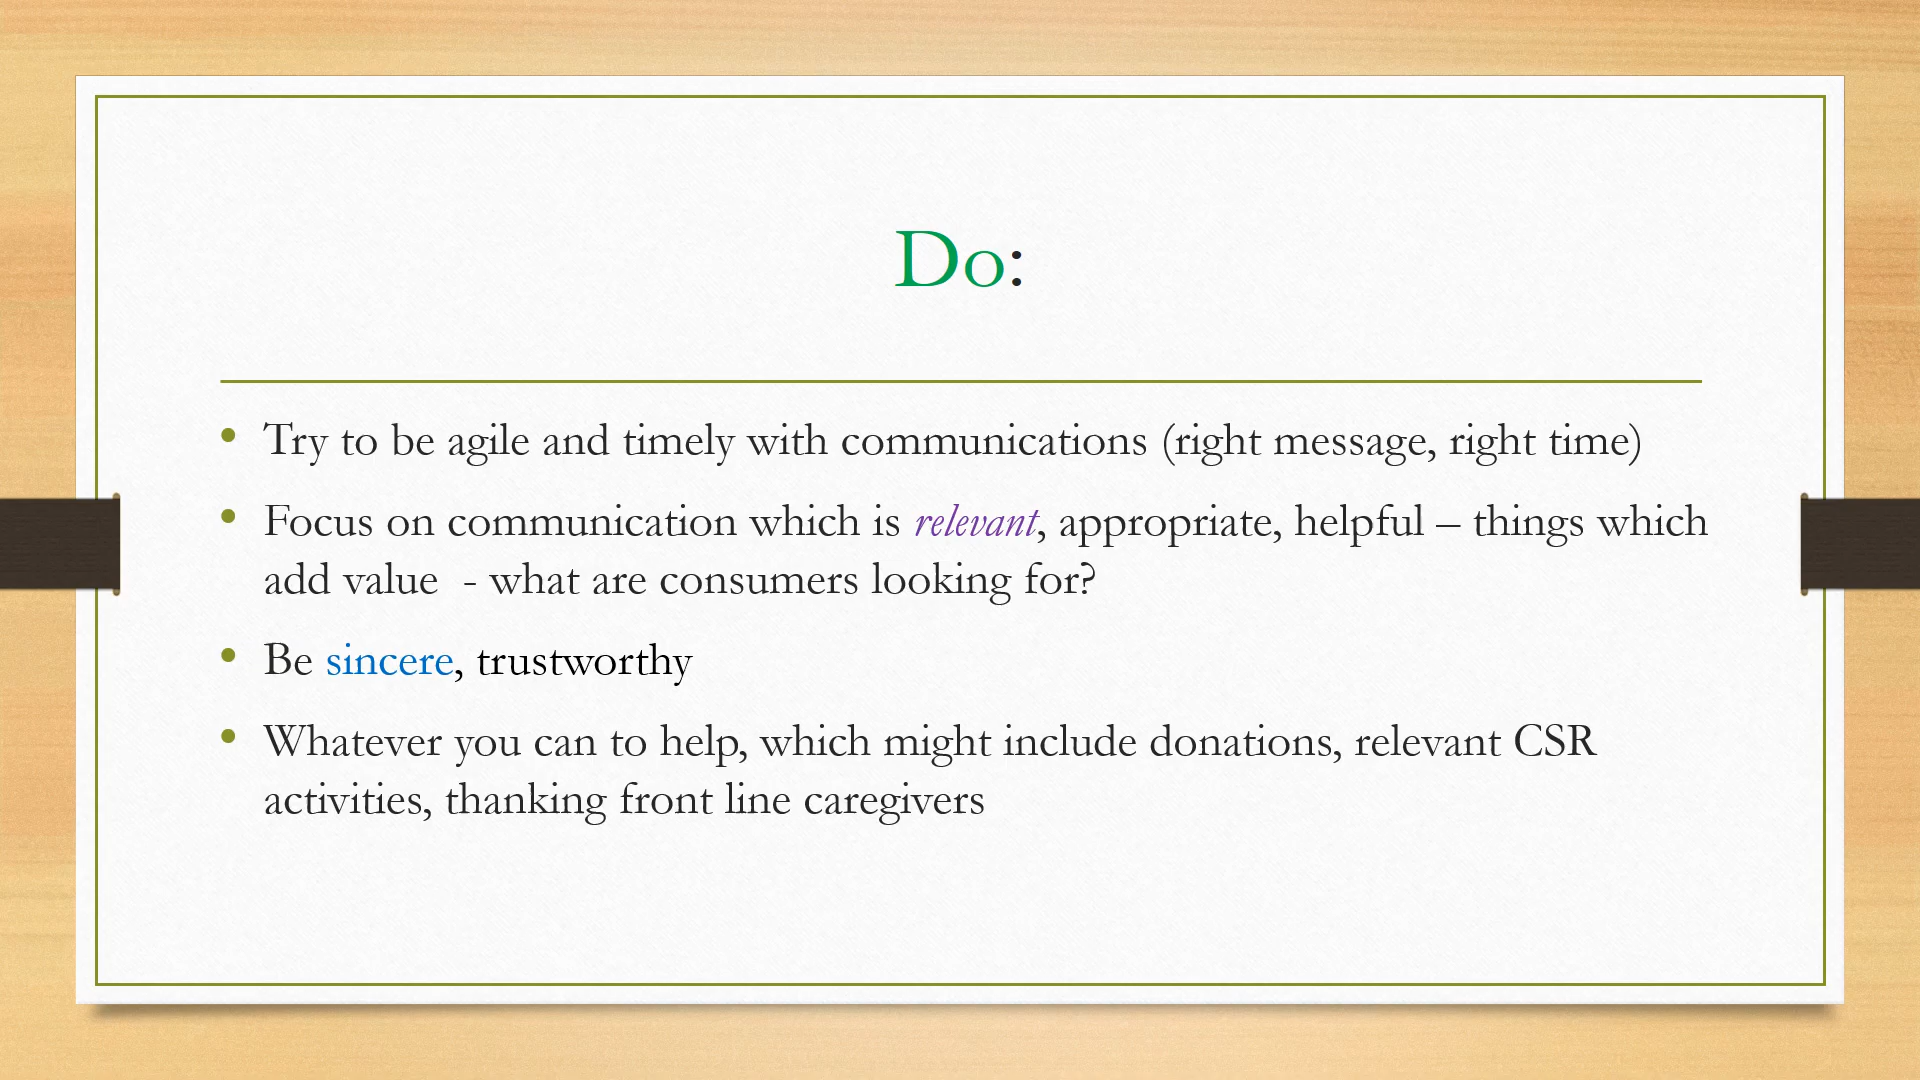 Do:
• Try to be agile and timely with communications (right message, right time)
• Focus on communication which is relevant, appropriate, helpful – things which
add value  - what are consumers looking for?
• Be sincere, trustworthy
• Whatever you can to help, which might include donations, relevant CSR
activities, thanking front line caregivers